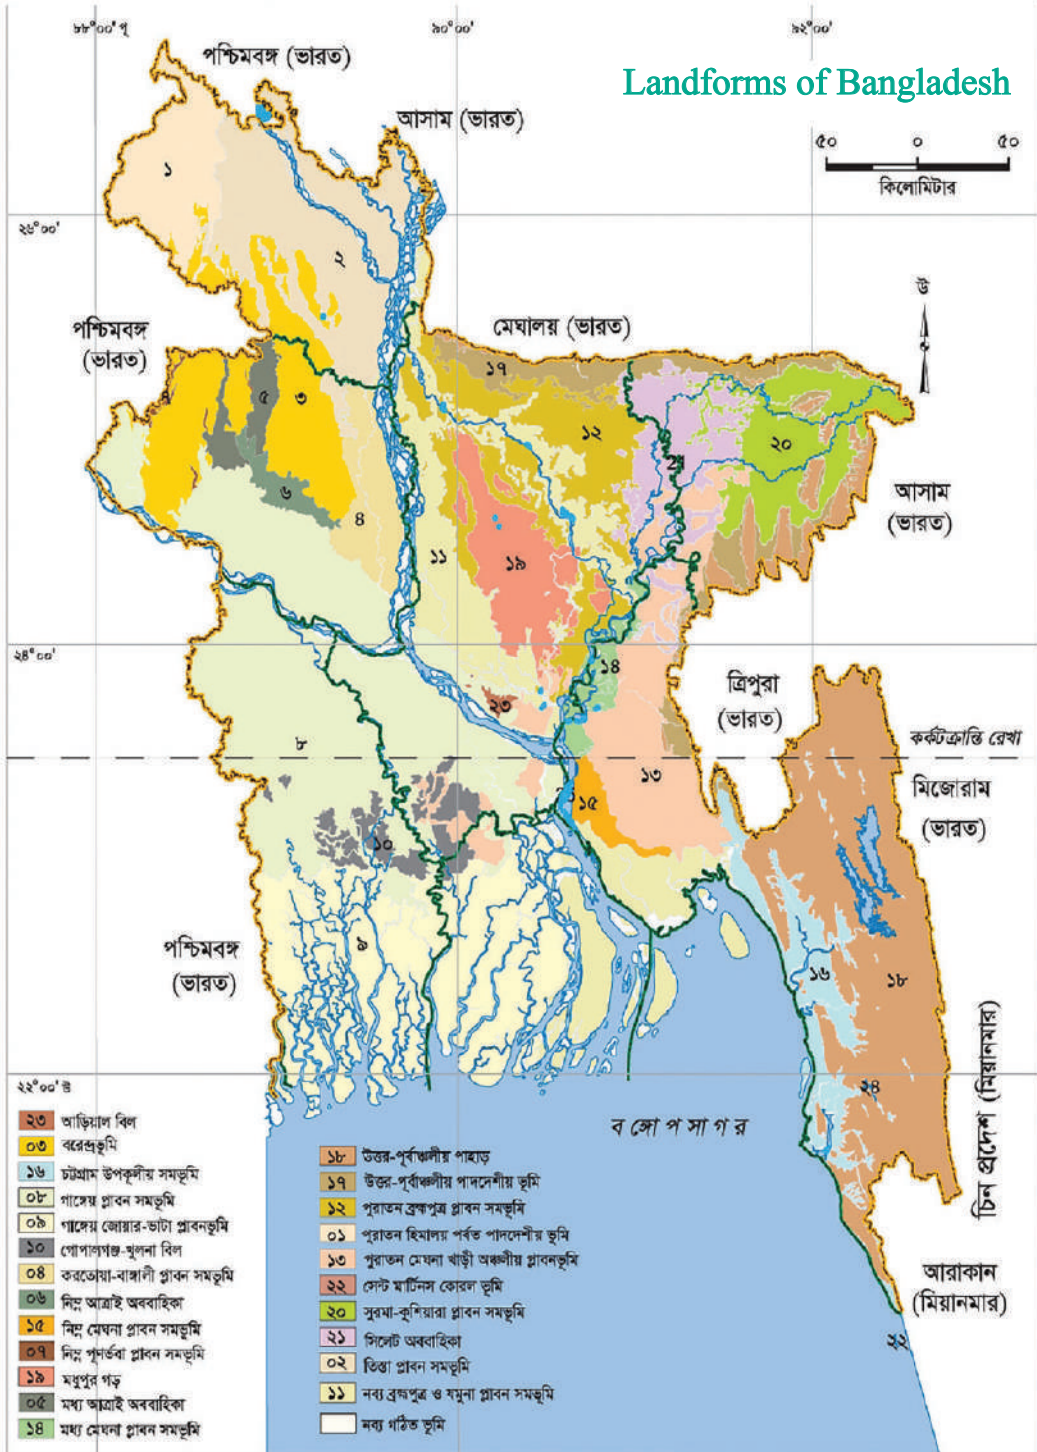 ৮৮°০০' পূ
৯০°০০'
৯২°০০'
পশ্চিমবঙ্গ (ভারত)
Landforms of Bangladesh
আসাম (ভারত)
৫০ ০ ৫০
কিলোমিটার
১
২৬°০০'
২
উ
পশ্চিমবঙ্গ
(ভারত)
মেঘালয় (ভারত)
১৭
৫
৩
১২
২০
২১
আসাম
(ভারত)
৬
৪
১১
১৯
২৪°০০'
১৪
ত্রিপুরা
(ভারত)
২৩
৮
কর্কটক্রান্তি রেখা
১৩
মিজোরাম
(ভারত)
১৫
১০
পশ্চিমবঙ্গ
(ভারত)
৯
১৬
১৮
চিন প্রদেশ (মিয়ানমার)
২২°০০' উ
২৪
বঙ্গোপসাগর
২৩ আড়িয়াল বিল
০৩ বরেন্দ্রভূমি
১৬ চট্টগ্রাম উপকূলীয় সমভূমি
০৮ গাঙ্গেয় প্লাবন সমভূমি
০৯ গাঙ্গেয় জোয়ার-ভাটা প্লাবনভূমি
১০ গোপালগঞ্জ-খুলনা বিল
০৪ করতোয়া-বাঙ্গালী প্লাবন সমভূমি
০৬ নিম্ন আত্রাই অববাহিকা
১৫ নিম্ন মেঘনা প্লাবন সমভূমি
০৭ নিম্ন পূণর্ভবা প্লাবন সমভূমি
১৯ মধুপুর গড়
০৫ মধ্য আত্রাই অববাহিকা
১৪ মধ্য মেঘনা প্লাবন সমভূমি
১৮ উত্তর-পূর্বাঞ্চলীয় পাহাড়
১৭ উত্তর-পূর্বাঞ্চলীয় পাদদেশীয় ভূমি
১২ পুরাতন ব্রহ্মপুত্র প্লাবন সমভূমি
০১ পুরাতন হিমালয় পর্বত পাদদেশীয় ভূমি
১৩ পুরাতন মেঘনা খাড়ী অঞ্চলীয় প্লাবনভূমি
২২ সেন্ট মার্টিনস কোরল ভূমি
২০ সুরমা-কুশিয়ারা প্লাবন সমভূমি
২১ সিলেট অববাহিকা
০২ তিস্তা প্লাবন সমভূমি
১১ নব্য ব্রহ্মপুত্র ও যমুনা প্লাবন সমভূমি
নব্য গঠিত ভূমি
আরাকান
(মিয়ানমার)
২২